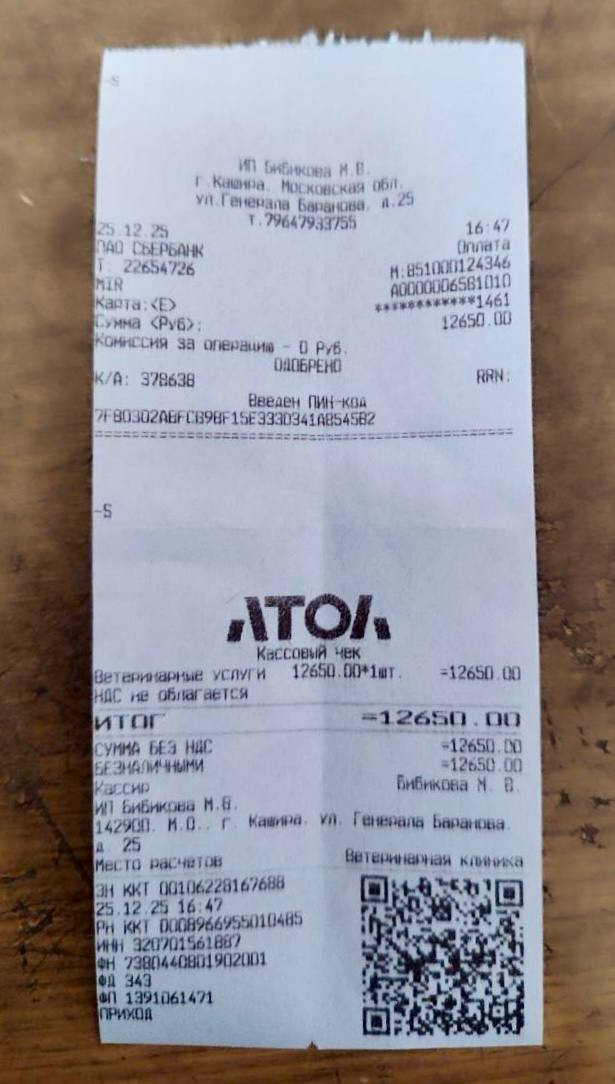 -S
ИП Бибикова М.В.
г.Кашира, Московская обл.
ул.Генерала Баранова, д.25
т.79647933755
25.12.25 16:47
ПАО СБЕРБАНК Оплата
Т: 22654726 М:851000124346
MIR A0000006581010
Карта:(E) ************1461
Сумма (Руб): 12650.00
Комиссия за операцию - 0 Руб.
ОДОБРЕНО
К/А: 378638 RRN:
Введен ПИН-код
7FB0302ABFCB9BF15E333D341A8545B2
-S
АТОЛ
Кассовый чек
Ветеринарные услуги 12650.00*1шт. =12650.00
НДС не облагается
ИТОГ =12650.00
СУММА БЕЗ НДС =12650.00
БЕЗНАЛИЧНЫМИ =12650.00
Кассир Бибикова М. В.
ИП Бибикова М.В.
142900, М.О., г. Кашира, ул. Генерала Баранова,
д. 25
Место расчетов Ветеринарная клиника
ЗН ККТ 00106228167688
25.12.25 16:47
РН ККТ 0008966955010485
ИНН 320701561887
ФН 7380440801902001
ФД 343
ФП 1391061471
ПРИХОД